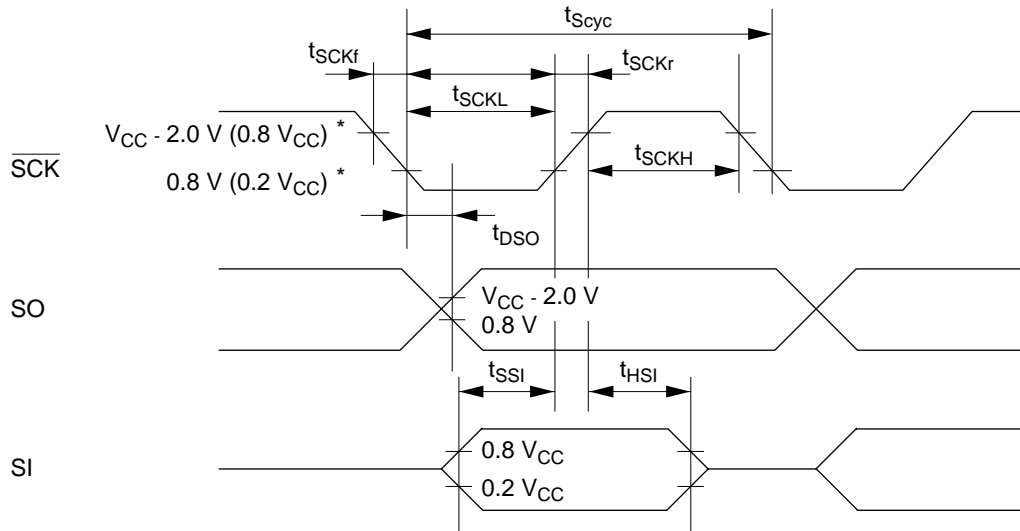 tScyc
tSCKf
tSCKr
tSCKL
VCC - 2.0 V (0.8 VCC) *
tSCKH
SCK
0.8 V (0.2 VCC) *
tDSO
SO
VCC - 2.0 V
0.8 V
tSSI
tHSI
SI
0.8 VCC
0.2 VCC